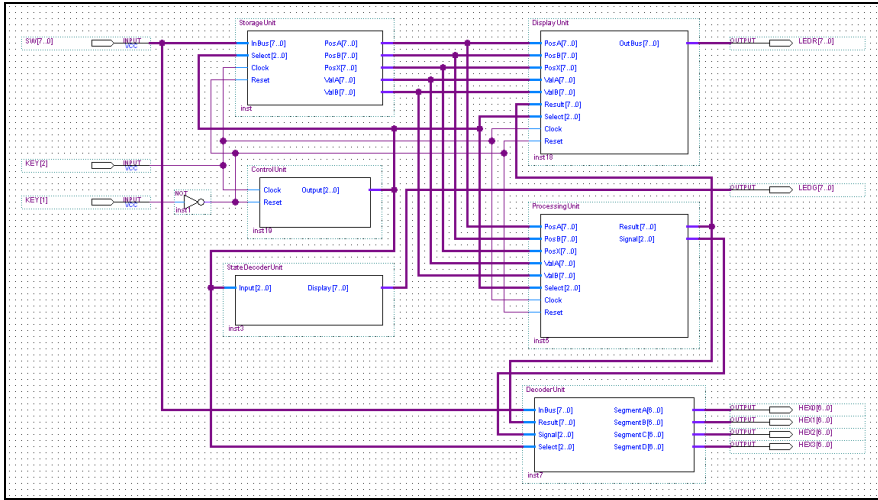 StorageUnit
InBus[7..0] PosA[7..0]
Select[2..0] PosB[7..0]
Clock PosX[7..0]
Reset ValA[7..0]
ValB[7..0]
inst
DisplayUnit
PosA[7..0] OutBus[7..0]
PosB[7..0]
PosX[7..0]
ValA[7..0]
ValB[7..0]
Result[7..0]
Select[2..0]
Clock
Reset
inst18
SW[7..0] INPUT
VCC
OUTPUT LEDR[7..0]
KEY[2] INPUT
VCC
KEY[1] INPUT
VCC
NOT
inst1
ControlUnit
Clock Output[2..0]
Reset
inst19
OUTPUT LEDG[7..0]
ProcessingUnit
PosA[7..0] Result[7..0]
PosB[7..0] Signal[2..0]
PosX[7..0]
ValA[7..0]
ValB[7..0]
Select[2..0]
Clock
Reset
inst5
StateDecoderUnit
Input[2..0] Display[7..0]
inst3
DecoderUnit
InBus[7..0] SegmentA[6..0]
Result[7..0] SegmentB[6..0]
Signal[2..0] SegmentC[6..0]
Select[2..0] SegmentD[6..0]
inst7
OUTPUT HEX0[6..0]
OUTPUT HEX1[6..0]
OUTPUT HEX2[6..0]
OUTPUT HEX3[6..0]